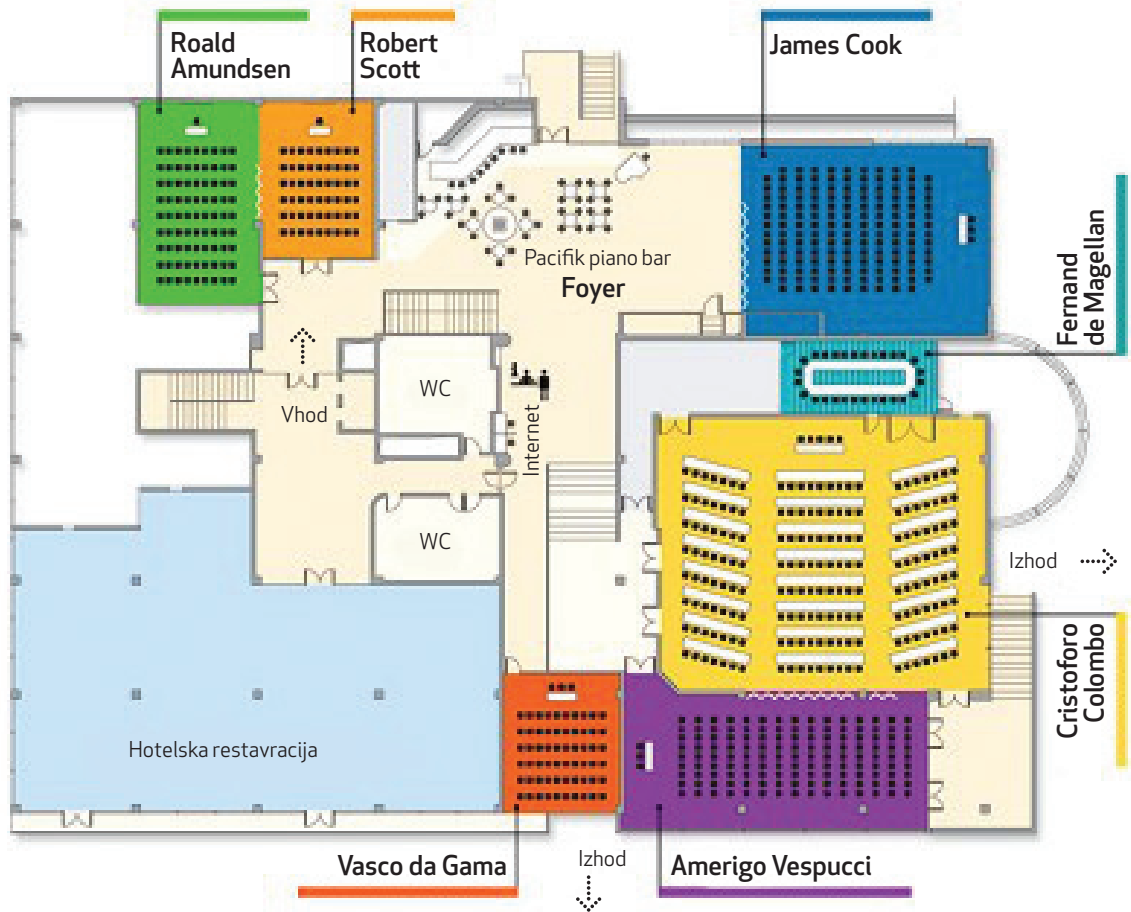 Roald
Amundsen
Robert
Scott
James Cook
Fernand
de Magellan
Pacifik piano bar
Foyer
WC
Vhod
Internet
WC
Izhod
Cristoforo
Colombo
Hotelska restavracija
Vasco da Gama
Izhod
Amerigo Vespucci